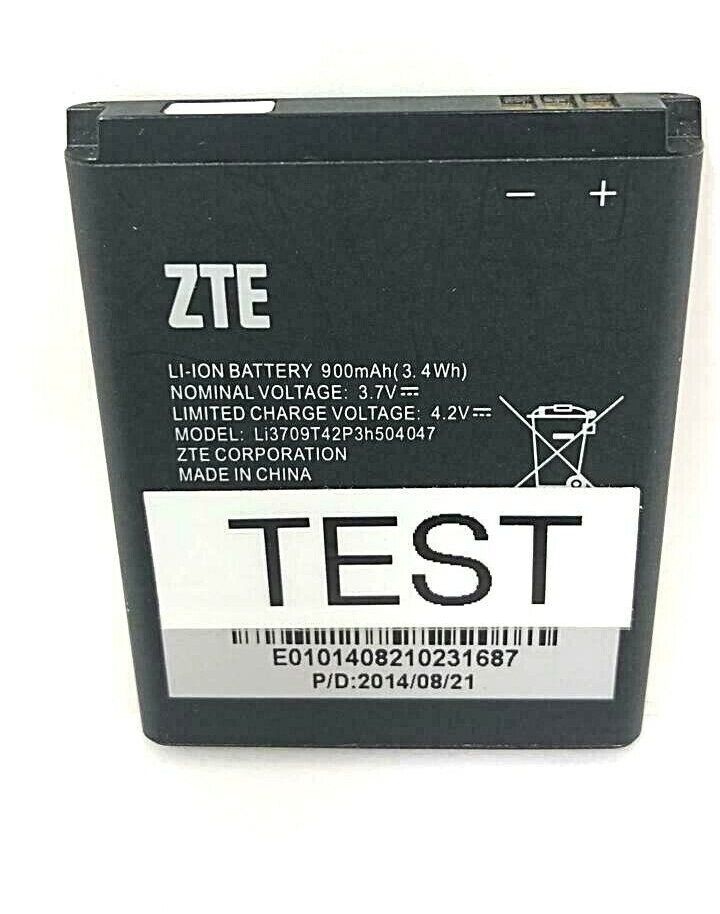 − +
ZTE
LI-ION BATTERY 900mAh(3.4Wh)
NOMINAL VOLTAGE: 3.7V⎓
LIMITED CHARGE VOLTAGE: 4.2V⎓
MODEL: Li3709T42P3h504047
ZTE CORPORATION
MADE IN CHINA
TEST
E0101408210231687
P/D:2014/08/21